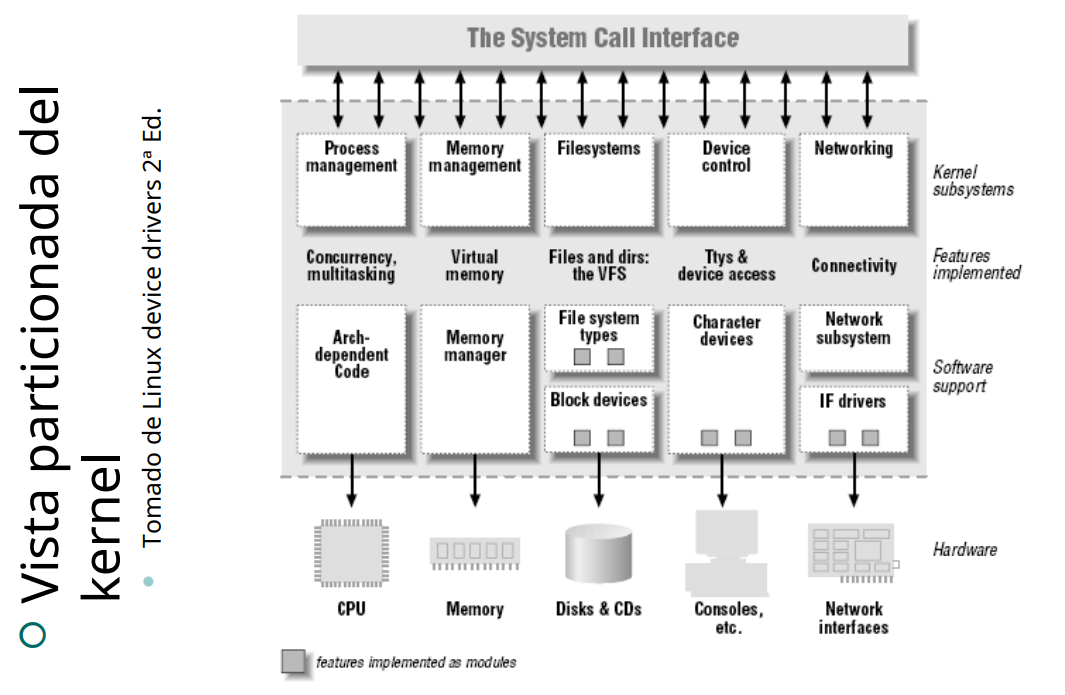 Vista particionada del
kernel
Tomado de Linux device drivers 2ª Ed.
The System Call Interface
Process
management
Memory
management
Filesystems
Device
control
Networking
Kernel
subsystems
Concurrency,
multitasking
Virtual
memory
Files and dirs:
the VFS
Ttys &
device access
Connectivity
Features
implemented
Arch-
dependent
Code
Memory
manager
File system
types
Block devices
Character
devices
Network
subsystem
IF drivers
Software
support
CPU
Memory
Disks & CDs
Consoles,
etc.
Network
interfaces
Hardware
features implemented as modules